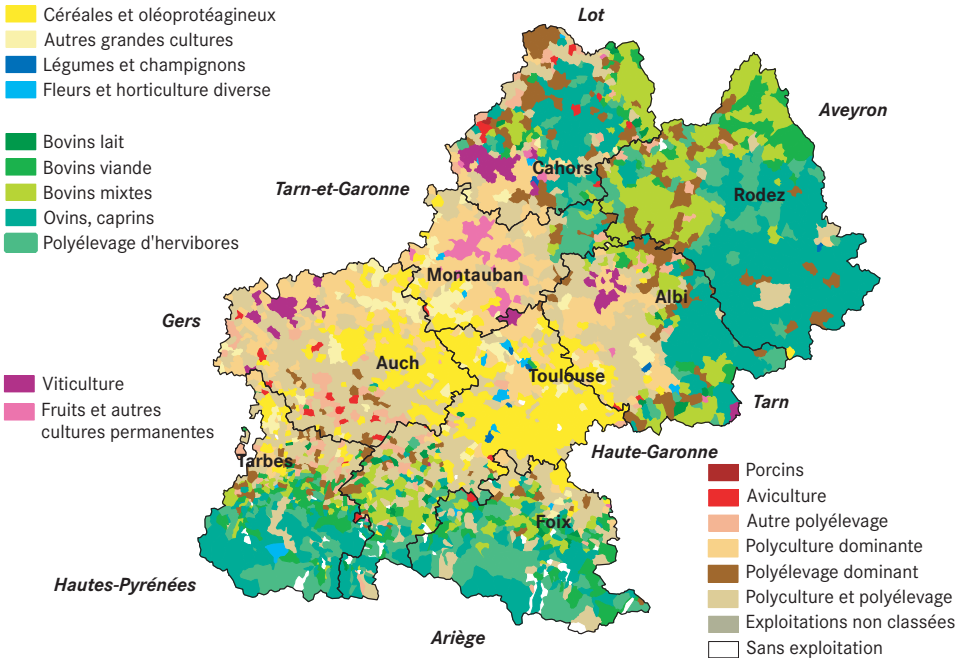 Céréales et oléoprotéagineux
Autres grandes cultures
Légumes et champignons
Fleurs et horticulture diverse
Bovins lait
Bovins viande
Bovins mixtes
Ovins, caprins
Polyélevage d'hervibores
Viticulture
Fruits et autres
cultures permanentes
Lot
Aveyron
Cahors
Rodez
Tarn-et-Garonne
Montauban
Albi
Gers
Auch
Toulouse
Tarn
Haute-Garonne
Tarbes
Foix
Hautes-Pyrénées
Ariège
Porcins
Aviculture
Autre polyélevage
Polyculture dominante
Polyélevage dominant
Polyculture et polyélevage
Exploitations non classées
Sans exploitation